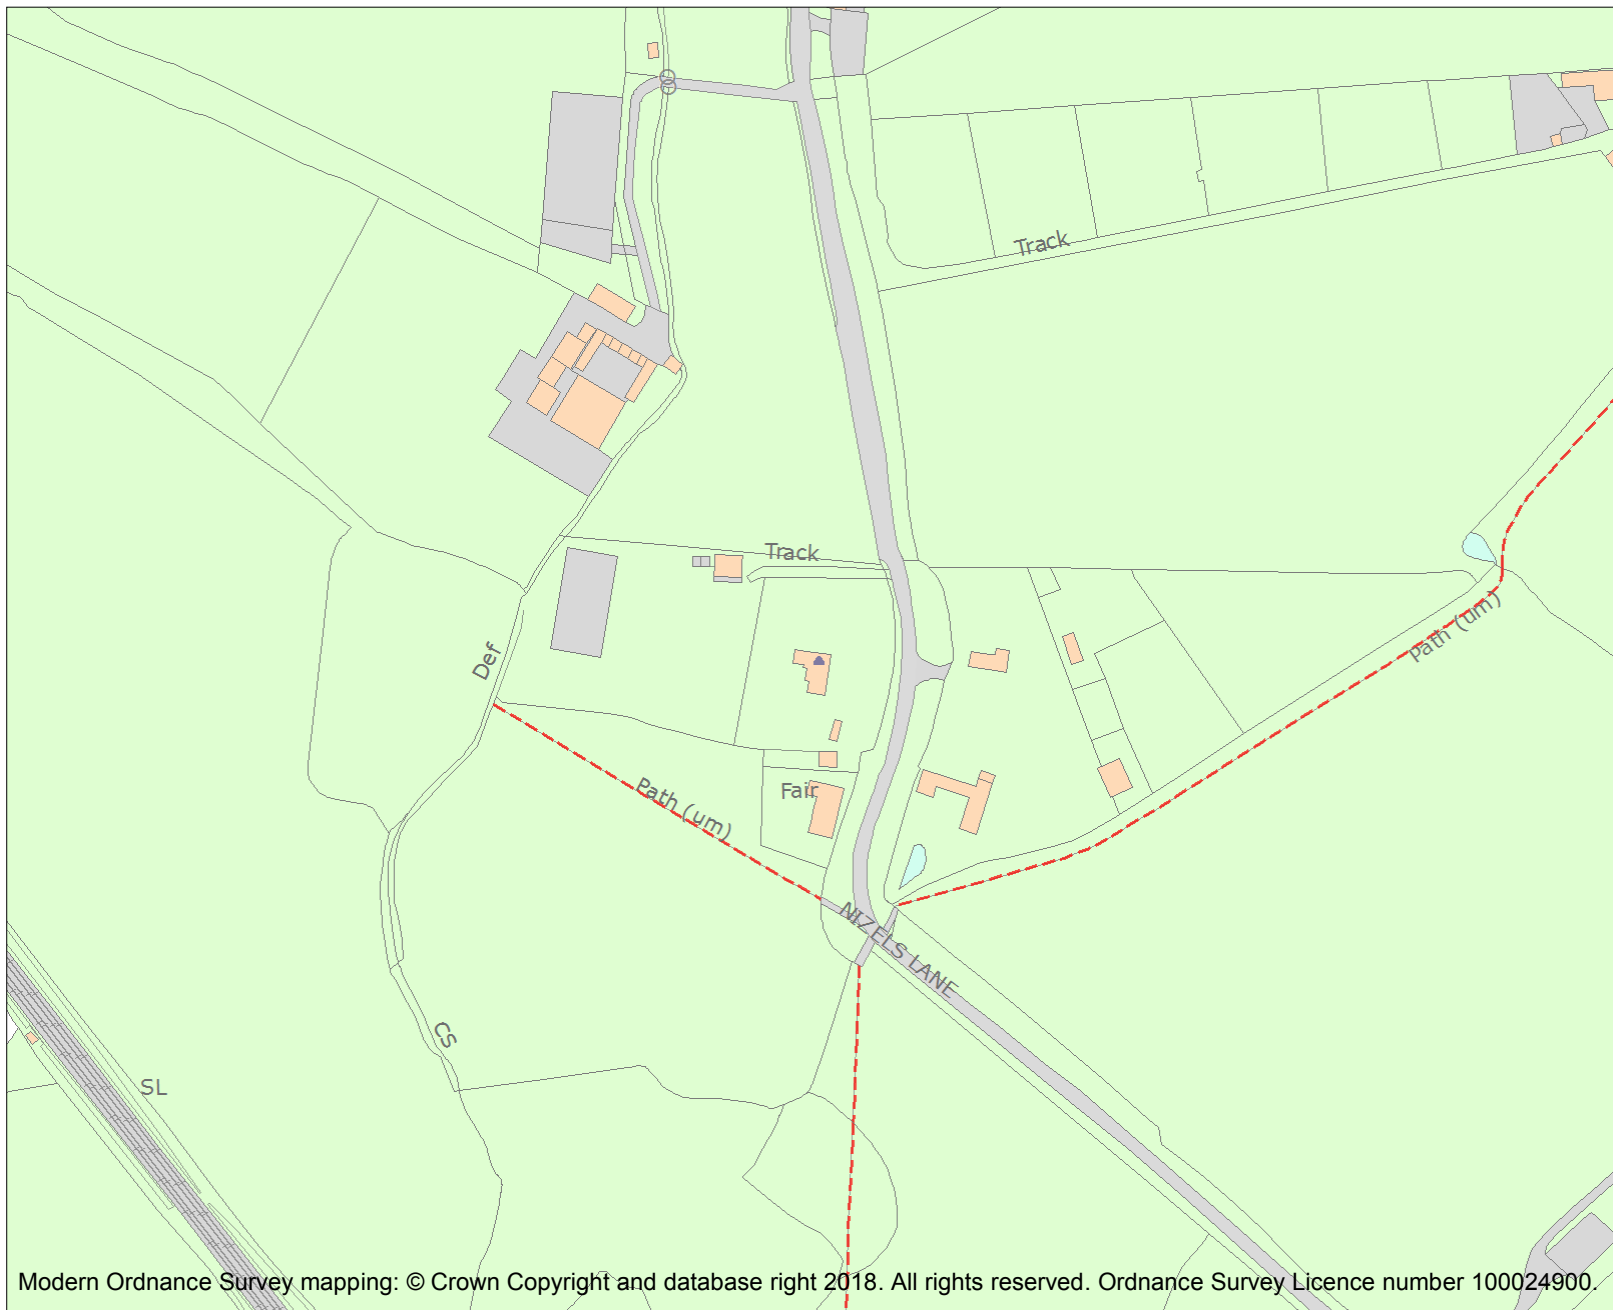 Track
Track
Path (um)
Def
Path (um)
Fair
NIZELS LANE
CS
SL
Modern Ordnance Survey mapping: © Crown Copyright and database right 2018. All rights reserved. Ordnance Survey Licence number 100024900.